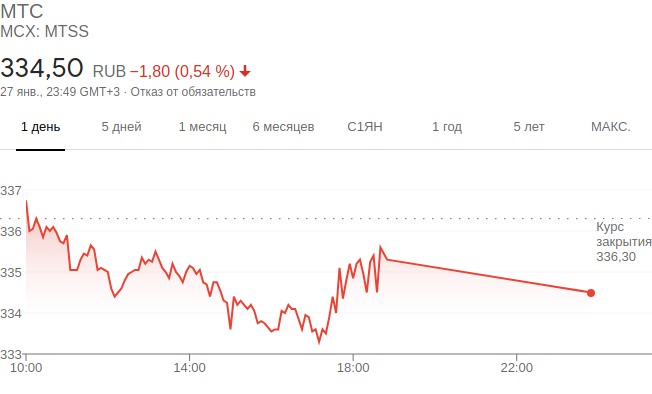 МТС
MCX: MTSS
334,50 RUB −1,80 (0,54 %)
27 янв., 23:49 GMT+3 · Отказ от обязательств
1 день 5 дней 1 месяц 6 месяцев С1ЯН 1 год 5 лет МАКС.
337
336
335
334
333
Курс
закрытия
336,30
10:00 14:00 18:00 22:00